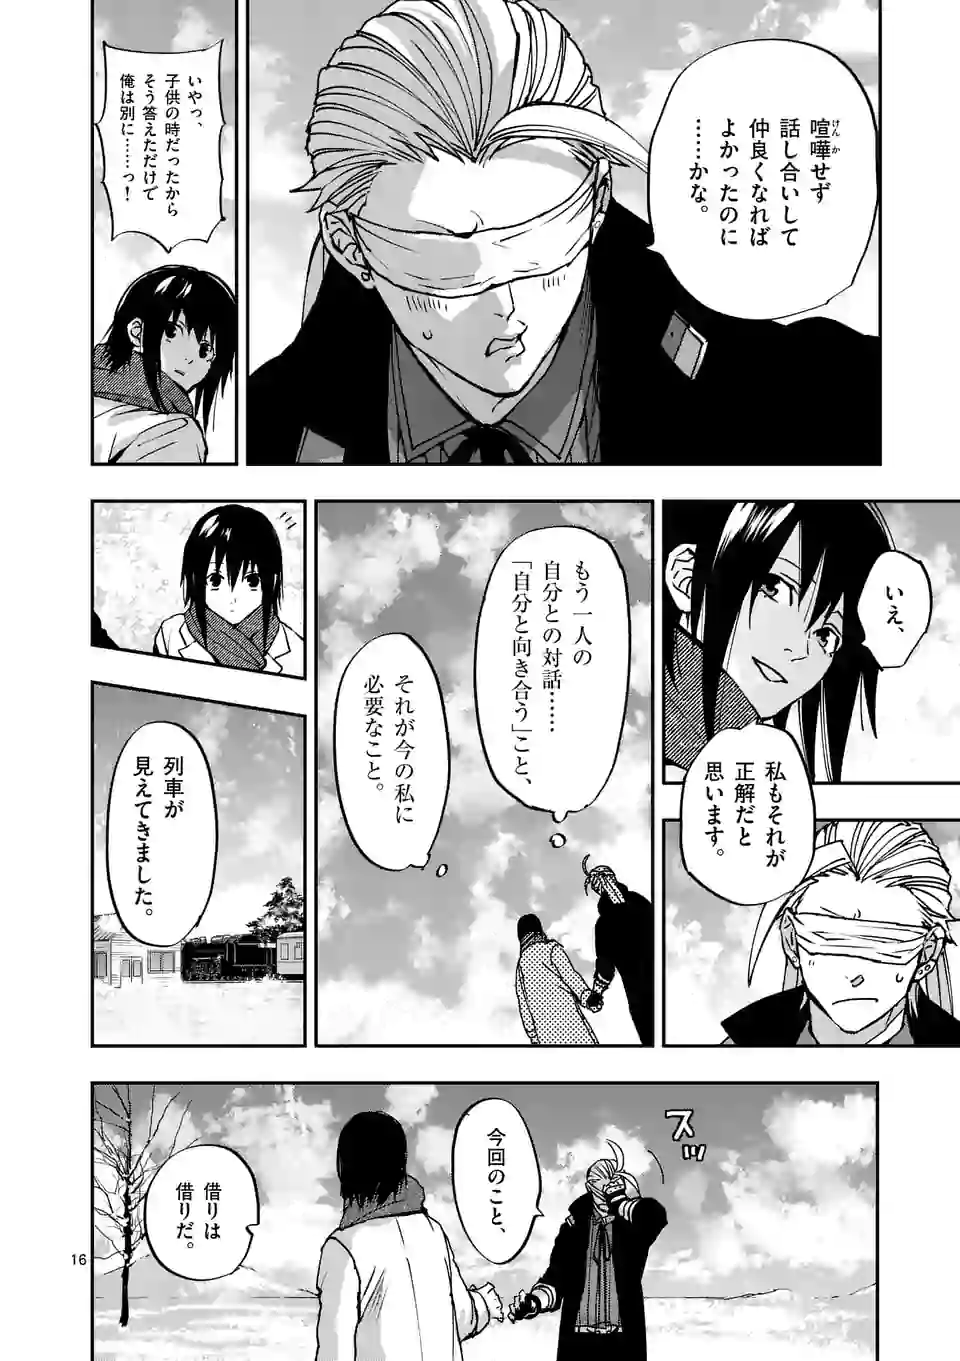 喧嘩せず
けんか
話し合いして
仲良くなれば
よかったのに
……かな。
いやっ、
子供の時だったから
そう答えただけで
俺は別に……っ！
いえ、
私もそれが
正解だと
思います。
もう一人の
自分との対話……
「自分と向き合う」こと、
それが今の私に
必要なこと。
列車が
見えてきました。
スッ
今回のこと、
借りは
借りだ。
16